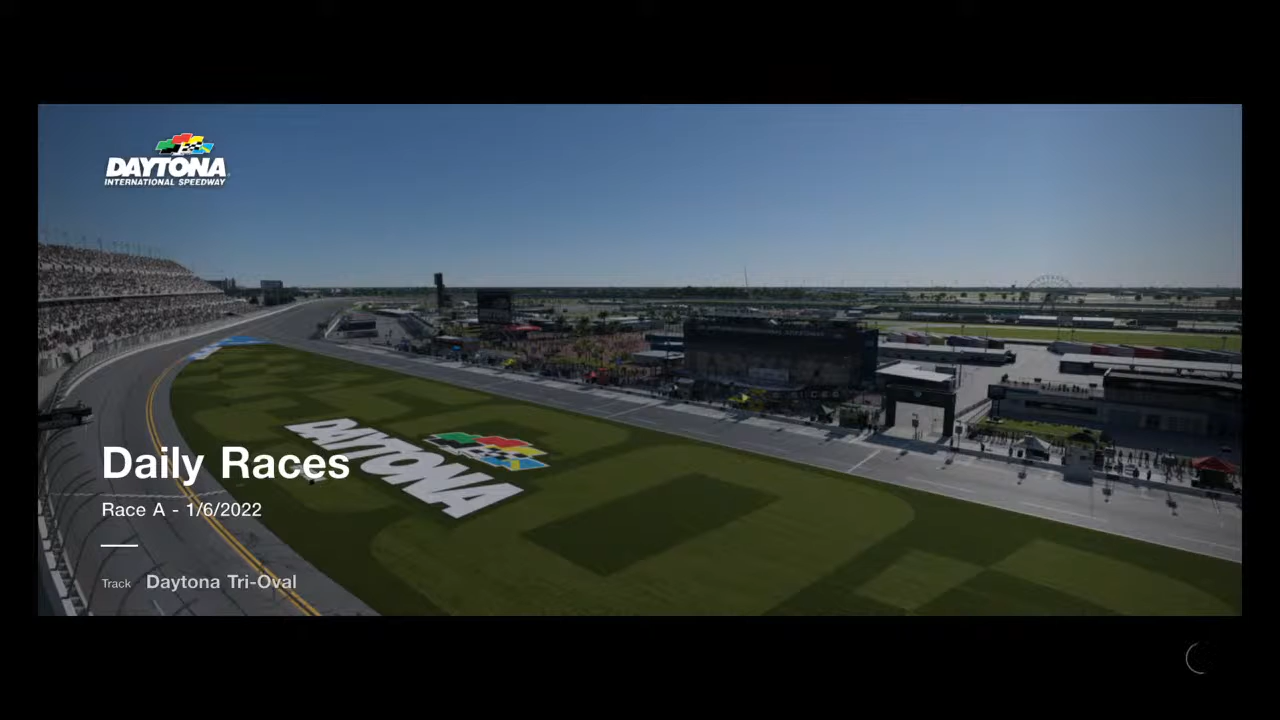 DAYTONA
INTERNATIONAL SPEEDWAY
DAYTONA
Daily Races
Race A - 1/6/2022
Track Daytona Tri-Oval